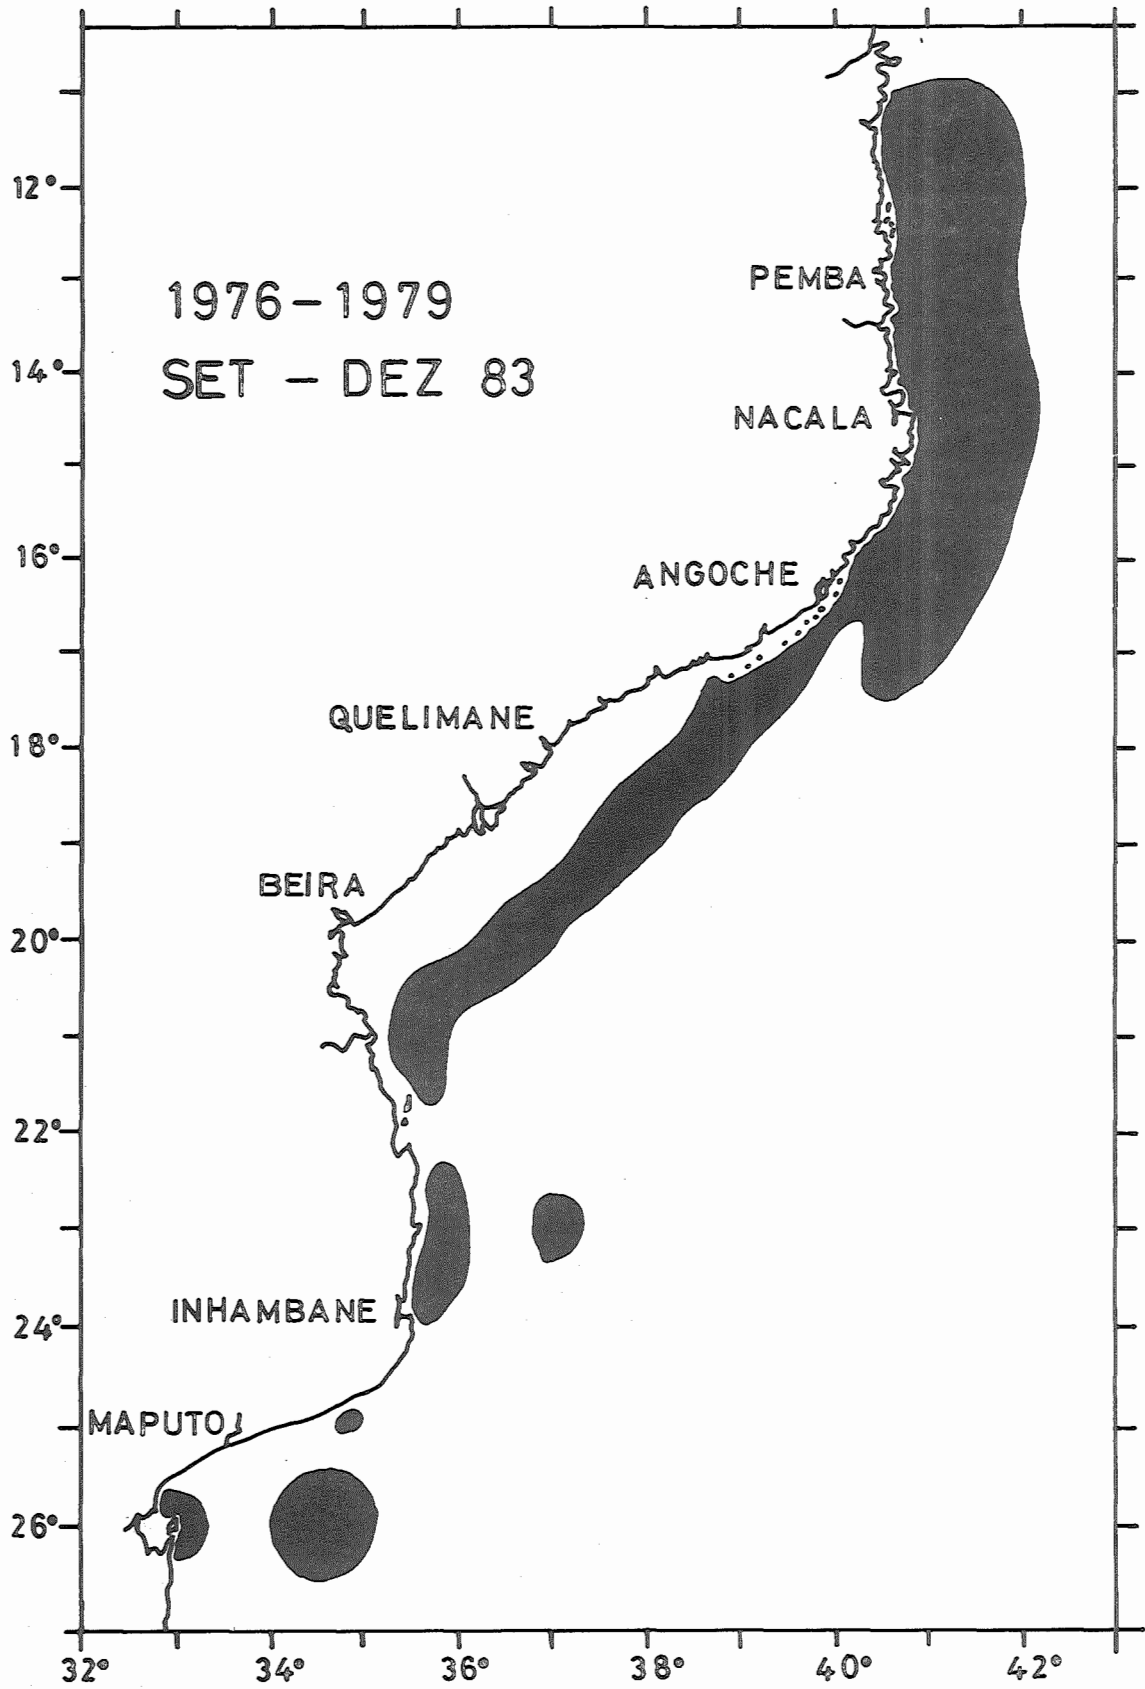 12°
PEMBA
1976-1979
14°
SET - DEZ 83
NACALA
16°
ANGOCHE
QUELIMANE
18°
BEIRA
20°
22°
INHAMBANE
24°
MAPUTO
26°
32° 34° 36° 38° 40° 42°